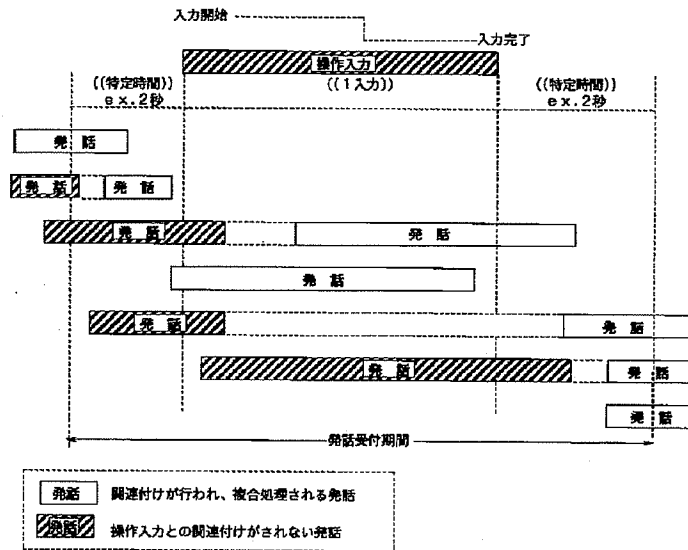 入力開始
入力完了
操作入力
((特定時間))
ex.2秒
((1入力))
((特定時間))
ex.2秒
発 話
発 話
発 話
発 話
発 話
発 話
発 話
発 話
発 話
発 話
発 話
発話受付期間
発話 関連付けが行われ、複合処理される発話
発話 操作入力との関連付けがされない発話